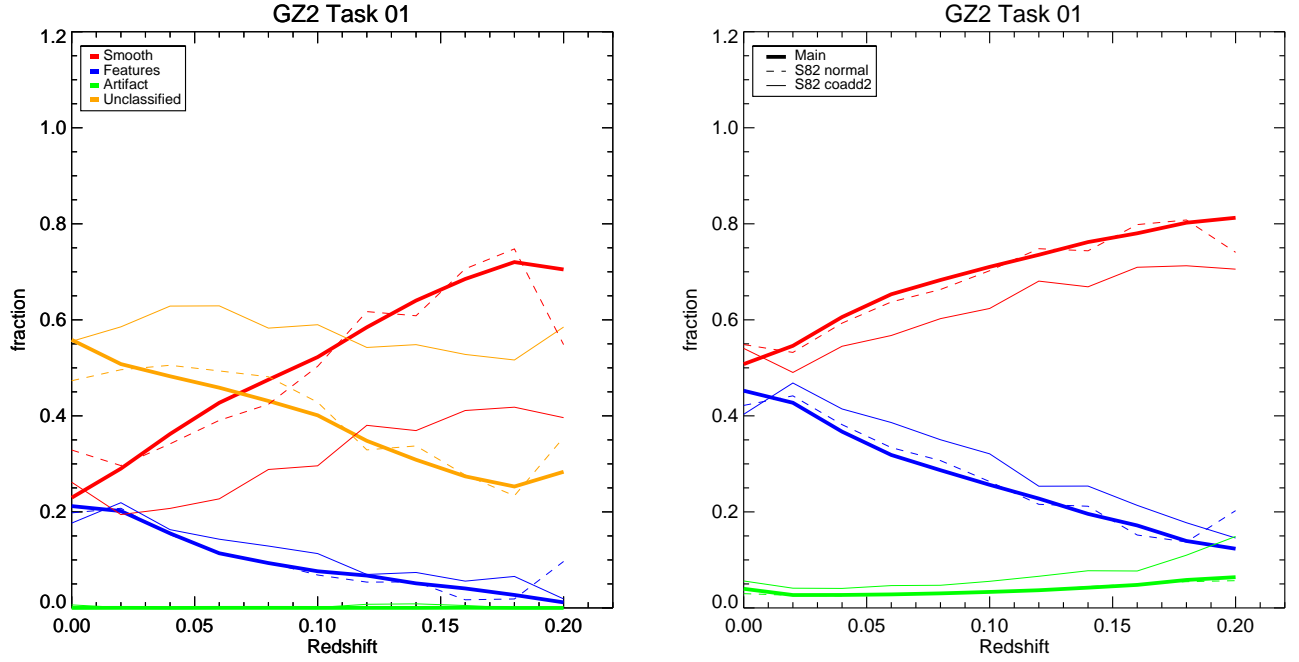 GZ2 Task 01
1.2
1.0
0.8
0.6
0.4
0.2
0.0
fraction
Smooth
Features
Artifact
Unclassified
0.00
0.05
0.10
0.15
0.20
Redshift
GZ2 Task 01
1.2
1.0
0.8
0.6
0.4
0.2
0.0
fraction
Main
S82 normal
S82 coadd2
0.00
0.05
0.10
0.15
0.20
Redshift